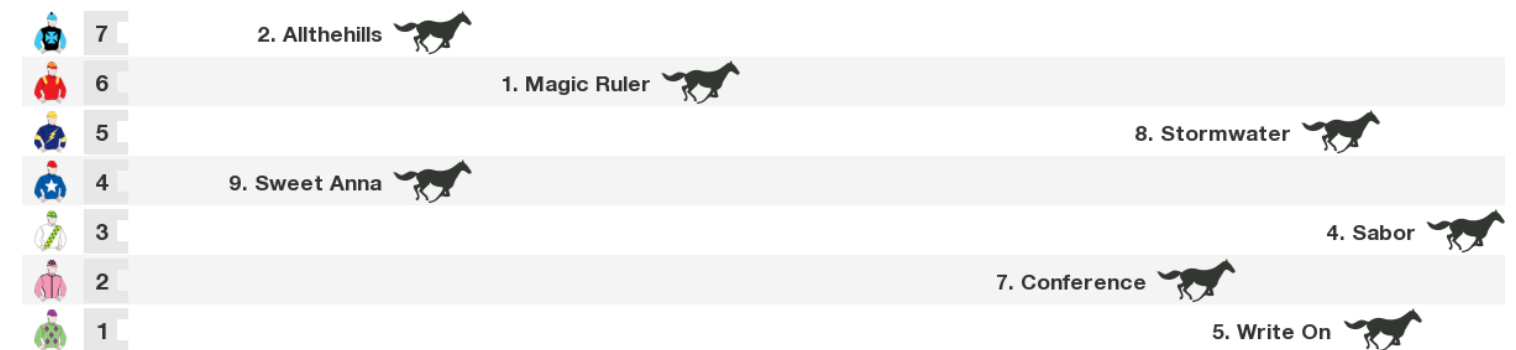 7 2. Allthehills
6 1. Magic Ruler
5 8. Stormwater
4 9. Sweet Anna
3 4. Sabor
2 7. Conference
1 5. Write On